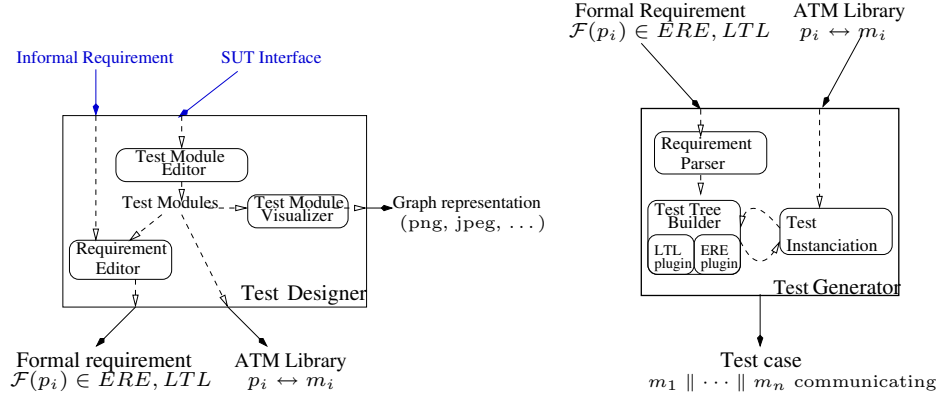 Informal Requirement
SUT Interface
Test Module
Editor
Test Modules
Test Module
Visualizer
Graph representation
(png, jpeg, ...)
Requirement
Editor
Test Designer
Formal requirement
F(p_i) ∈ ERE, LTL
ATM Library
p_i ↔ m_i
Formal Requirement
F(p_i) ∈ ERE, LTL
ATM Library
p_i ↔ m_i
Requirement
Parser
Test Tree
Builder
LTL
plugin
ERE
plugin
Test
Instanciation
Test Generator
Test case
m_1 ∥ ⋯ ∥ m_n communicating